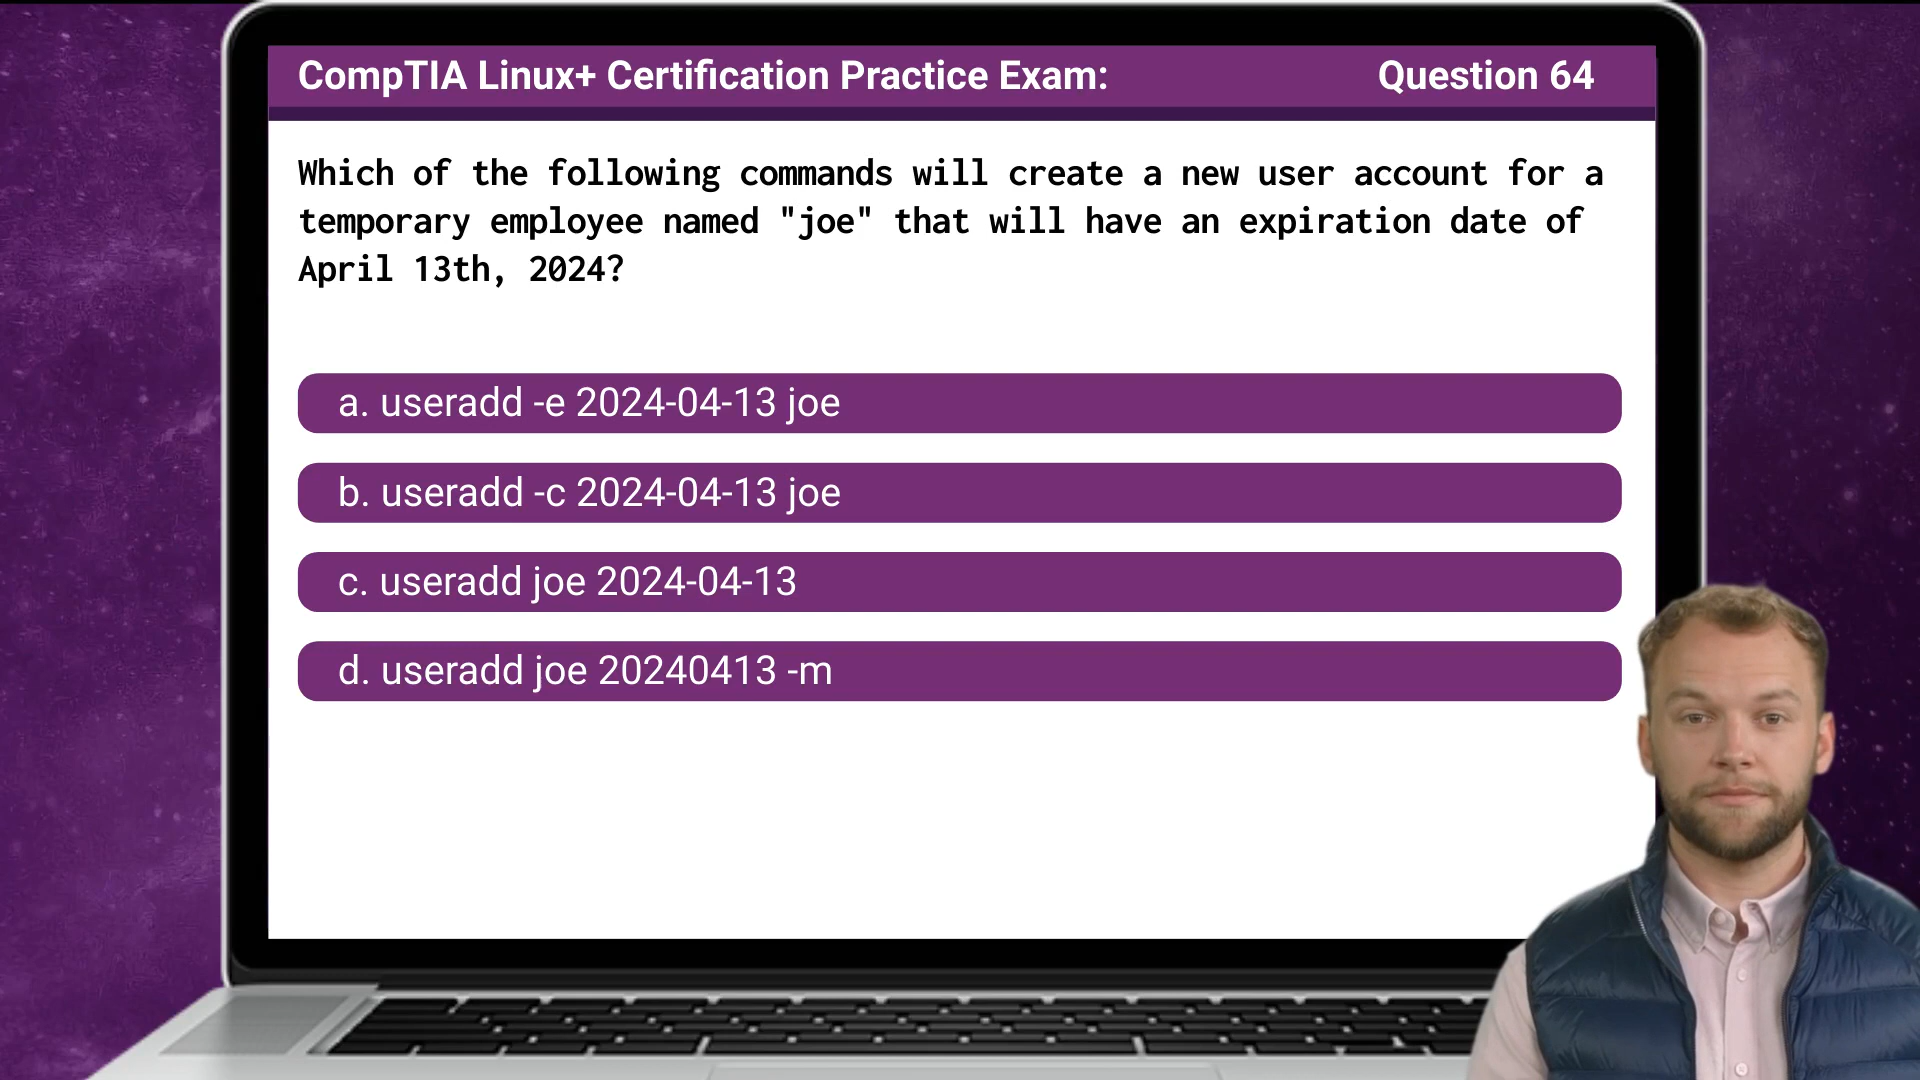 CompTIA Linux+ Certification Practice Exam:
Question 64
Which of the following commands will create a new user account for a
temporary employee named "joe" that will have an expiration date of
April 13th, 2024?
a. useradd -e 2024-04-13 joe
b. useradd -c 2024-04-13 joe
c. useradd joe 2024-04-13
d. useradd joe 20240413 -m